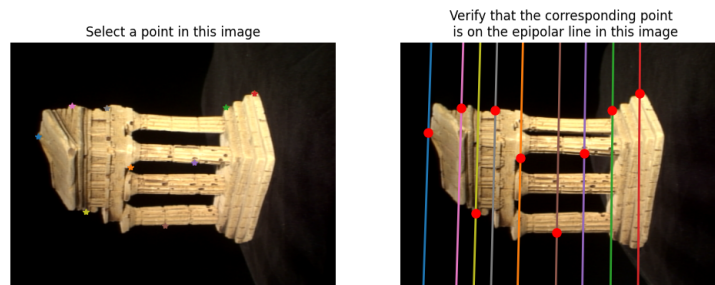 Select a point in this image
Verify that the corresponding point
is on the epipolar line in this image